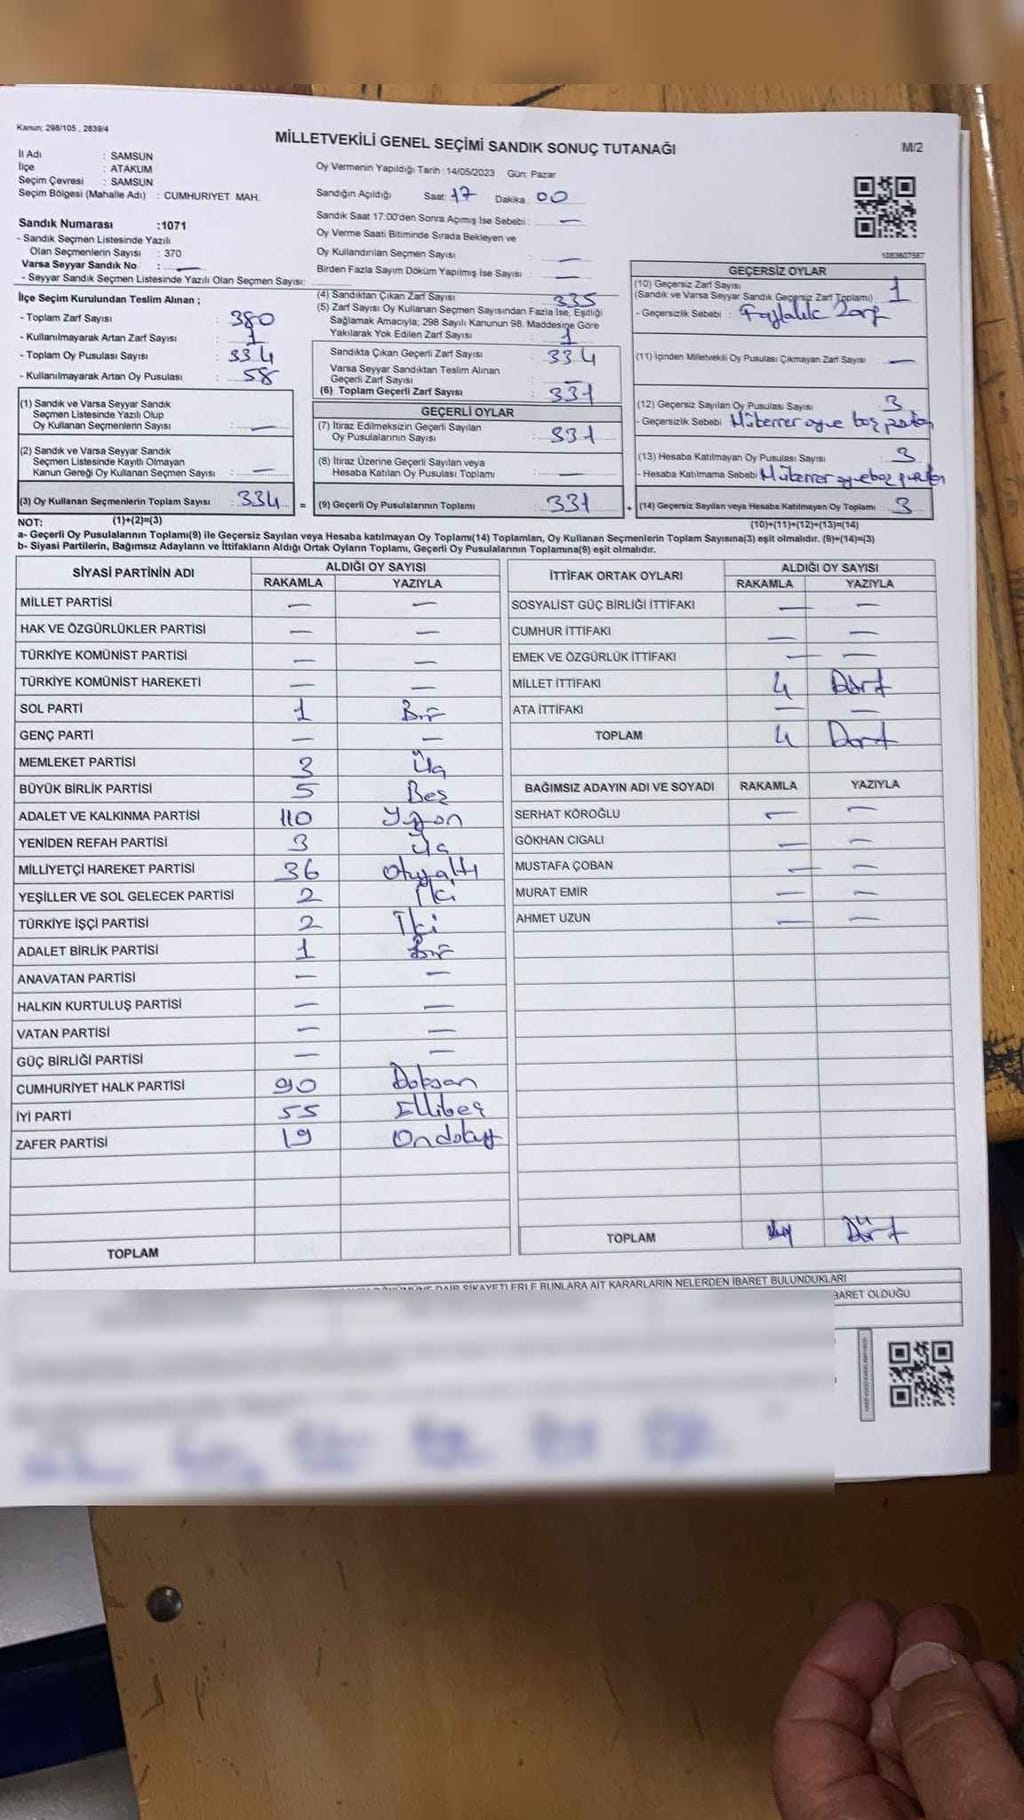 Kanun; 298/105 , 2839/4
MİLLETVEKİLİ GENEL SEÇİMİ SANDIK SONUÇ TUTANAĞI
M/2
İl Adı : SAMSUN
İlçe : ATAKUM
Seçim Çevresi : SAMSUN
Seçim Bölgesi (Mahalle Adı) : CUMHURIYET MAH.
Oy Vermenin Yapıldığı Tarih : 14/05/2023 Gün: Pazar
Sandığın Açıldığı Saat: 17 Dakika: 00
Sandık Saat 17:00'den Sonra Açımış İse Sebebi: —
Oy Verme Saati Bitiminde Sırada Bekleyen ve
Oy Kullandırılan Seçmen Sayısı : —
Birden Fazla Sayım Döküm Yapılmış İse Sayısı : —
Sandık Numarası :1071
- Sandık Seçmen Listesinde Yazılı
Olan Seçmenlerin Sayısı : 370
Varsa Seyyar Sandık No : —
- Seyyar Sandık Seçmen Listesinde Yazılı Olan Seçmen Sayısı:
İlçe Seçim Kurulundan Teslim Alınan ;
- Toplam Zarf Sayısı : 380
- Kullanılmayarak Artan Zarf Sayısı : 1
- Toplam Oy Pusulası Sayısı : 334
- Kullanılmayarak Artan Oy Pusulası : 58
(1) Sandık ve Varsa Seyyar Sandık
Seçmen Listesinde Yazılı Olup
Oy Kullanan Seçmenlerin Sayısı : —
(2) Sandık ve Varsa Seyyar Sandık
Seçmen Listesinde Kayıtlı Olmayan
Kanun Gereği Oy Kullanan Seçmen Sayısı : —
(3) Oy Kullanan Seçmenlerin Toplam Sayısı : 334 =
(1)+(2)=(3)
(4) Sandıktan Çıkan Zarf Sayısı : 335
(5) Zarf Sayısı Oy Kullanan Seçmen Sayısından Fazla İse, Eşitliği
Sağlamak Amacıyla; 298 Sayılı Kanunun 98. Maddesine Göre
Yakılarak Yok Edilen Zarf Sayısı : 1
Sandıkta Çıkan Geçerli Zarf Sayısı : 334
Varsa Seyyar Sandıktan Teslim Alınan
Geçerli Zarf Sayısı : —
(6) Toplam Geçerli Zarf Sayısı : 331
GEÇERLİ OYLAR
(7) İtiraz Edilmeksizin Geçerli Sayılan
Oy Pusulalarının Sayısı : 331
(8) İtiraz Üzerine Geçerli Sayılan veya
Hesaba Katılan Oy Pusulası Toplamı : —
(9) Geçerli Oy Pusulalarının Toplamı : 331 +
1083807567
GEÇERSİZ OYLAR
(10) Geçersiz Zarf Sayısı : 1
(Sandık ve Varsa Seyyar Sandık Geçersiz Zarf Toplamı)
- Geçersizlik Sebebi : Fazlalık Zarf
(11) İçinden Milletvekili Oy Pusulası Çıkmayan Zarf Sayısı : —
(12) Geçersiz Sayılan Oy Pusulası Sayısı : 3
- Geçersizlik Sebebi : Mükerrer oy ve boş
(13) Hesaba Katılmayan Oy Pusulası Sayısı : 3
- Hesaba Katılmama Sebebi : Mükerrer oy ve boş
(14) Geçersiz Sayılan veya Hesaba Katılmayan Oy Toplamı : 3
(10)+(11)+(12)+(13)=(14)
NOT:
a- Geçerli Oy Pusulalarının Toplamı(9) ile Geçersiz Sayılan veya Hesaba katılmayan Oy Toplamı(14) Toplamları, Oy Kullanan Seçmenlerin Toplam Sayısına(3) eşit olmalıdır. (9)+(14)=(3)
b- Siyasi Partilerin, Bağımsız Adayların ve İttifakların Aldığı Ortak Oyların Toplamı, Geçerli Oy Pusulalarının Toplamına(9) eşit olmalıdır.
SİYASİ PARTİNİN ADI ALDIĞI OY SAYISI
RAKAMLA YAZIYLA
MİLLET PARTİSİ — —
HAK VE ÖZGÜRLÜKLER PARTİSİ — —
TÜRKİYE KOMÜNİST PARTİSİ — —
TÜRKİYE KOMÜNİST HAREKETİ — —
SOL PARTİ 1 Bir
GENÇ PARTİ — —
MEMLEKET PARTİSİ 3 Üç
BÜYÜK BİRLİK PARTİSİ 5 Beş
ADALET VE KALKINMA PARTİSİ 110 Yüzon
YENİDEN REFAH PARTİSİ 3 Üç
MİLLİYETÇİ HAREKET PARTİSİ 36 Otuzaltı
YEŞİLLER VE SOL GELECEK PARTİSİ 2 İki
TÜRKİYE İŞÇİ PARTİSİ 2 İki
ADALET BİRLİK PARTİSİ 1 Bir
ANAVATAN PARTİSİ — —
HALKIN KURTULUŞ PARTİSİ — —
VATAN PARTİSİ — —
GÜÇ BİRLİĞİ PARTİSİ — —
CUMHURİYET HALK PARTİSİ 90 Doksan
İYİ PARTİ 55 Ellibeş
ZAFER PARTİSİ 19 Ondokuz
TOPLAM
İTTİFAK ORTAK OYLARI ALDIĞI OY SAYISI
RAKAMLA YAZIYLA
SOSYALİST GÜÇ BİRLİĞİ İTTİFAKI — —
CUMHUR İTTİFAKI — —
EMEK VE ÖZGÜRLÜK İTTİFAKI — —
MİLLET İTTİFAKI 4 Dört
ATA İTTİFAKI — —
TOPLAM 4 Dört
BAĞIMSIZ ADAYIN ADI VE SOYADI RAKAMLA YAZIYLA
SERHAT KÖROĞLU — —
GÖKHAN CIGALI — —
MUSTAFA ÇOBAN — —
MURAT EMİR — —
AHMET UZUN — —
TOPLAM Dört
DAİR ŞİKAYETLERLE BUNLARA AİT KARARLARIN NELERDEN İBARET BULUNDUKLARI
BARET OLDUĞU